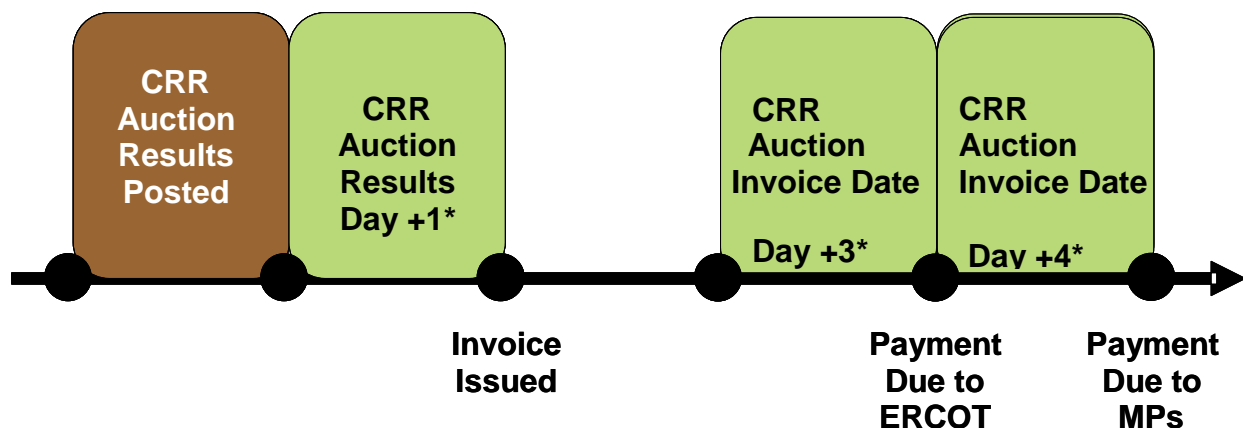 CRR
Auction
Results
Posted
CRR
Auction
Results
Day +1*
CRR
Auction
Invoice Date
Day +3*
CRR
Auction
Invoice Date
Day +4*
Invoice
Issued
Payment
Due to
ERCOT
Payment
Due to
MPs